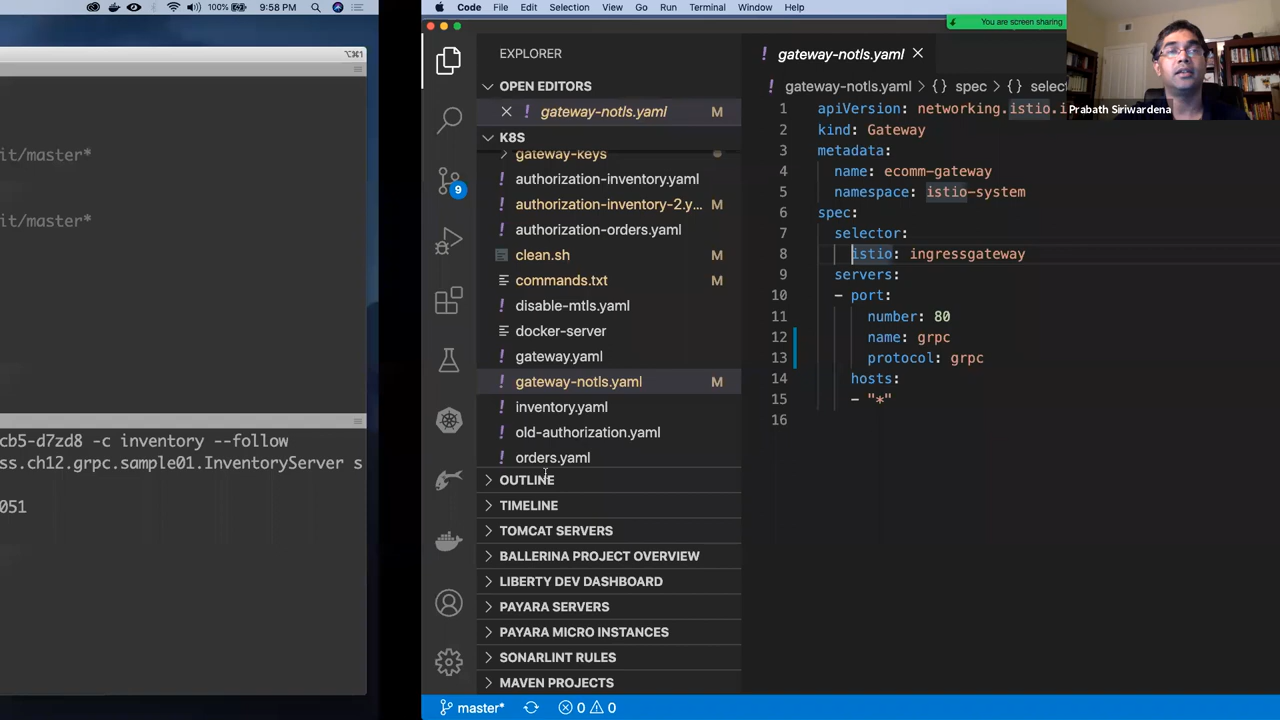 100%
9:58 PM
⌥⌘1
it/master*
it/master*
cb5-d7zd8 -c inventory --follow
ss.ch12.grpc.sample01.InventoryServer s
051
Code File Edit Selection View Go Run Terminal Window Help
You are screen sharing
Prabath Siriwardena
9
EXPLORER
OPEN EDITORS
gateway-notls.yaml M
K8S
gateway-keys
authorization-inventory.yaml
authorization-inventory-2.y... M
authorization-orders.yaml
clean.sh M
commands.txt M
disable-mtls.yaml
docker-server
gateway.yaml
gateway-notls.yaml M
inventory.yaml
old-authorization.yaml
orders.yaml
OUTLINE
TIMELINE
TOMCAT SERVERS
BALLERINA PROJECT OVERVIEW
LIBERTY DEV DASHBOARD
PAYARA SERVERS
PAYARA MICRO INSTANCES
SONARLINT RULES
MAVEN PROJECTS
gateway-notls.yaml
gateway-notls.yaml > {} spec > {} select
1 apiVersion: networking.istio.i
2 kind: Gateway
3 metadata:
4 name: ecomm-gateway
5 namespace: istio-system
6 spec:
7 selector:
8 istio: ingressgateway
9 servers:
10 - port:
11 number: 80
12 name: grpc
13 protocol: grpc
14 hosts:
15 - "*"
16
master* 0 0